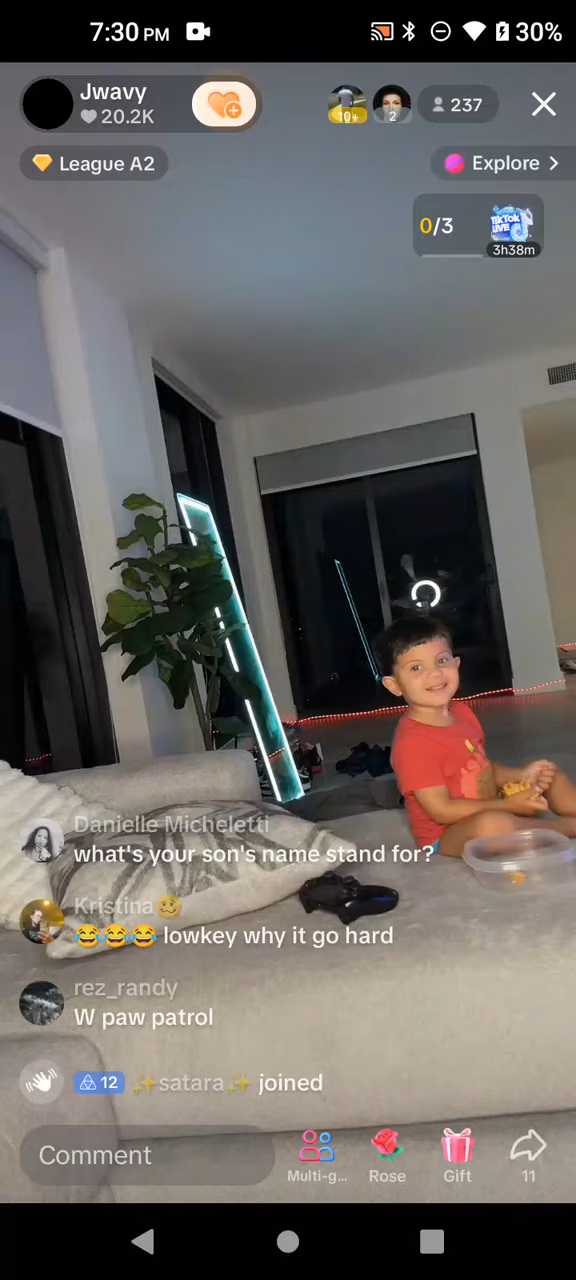 7:30 PM
30%
Jwavy
20.2K
10+
2
237
League A2
Explore >
0/3
TikTok LIVE
3h38m
Danielle Micheletti
what's your son's name stand for?
Kristina🥴
😂😂😂 lowkey why it go hard
rez_randy
W paw patrol
12 ✨satara✨ joined
Comment
Multi-g...
Rose
Gift
11